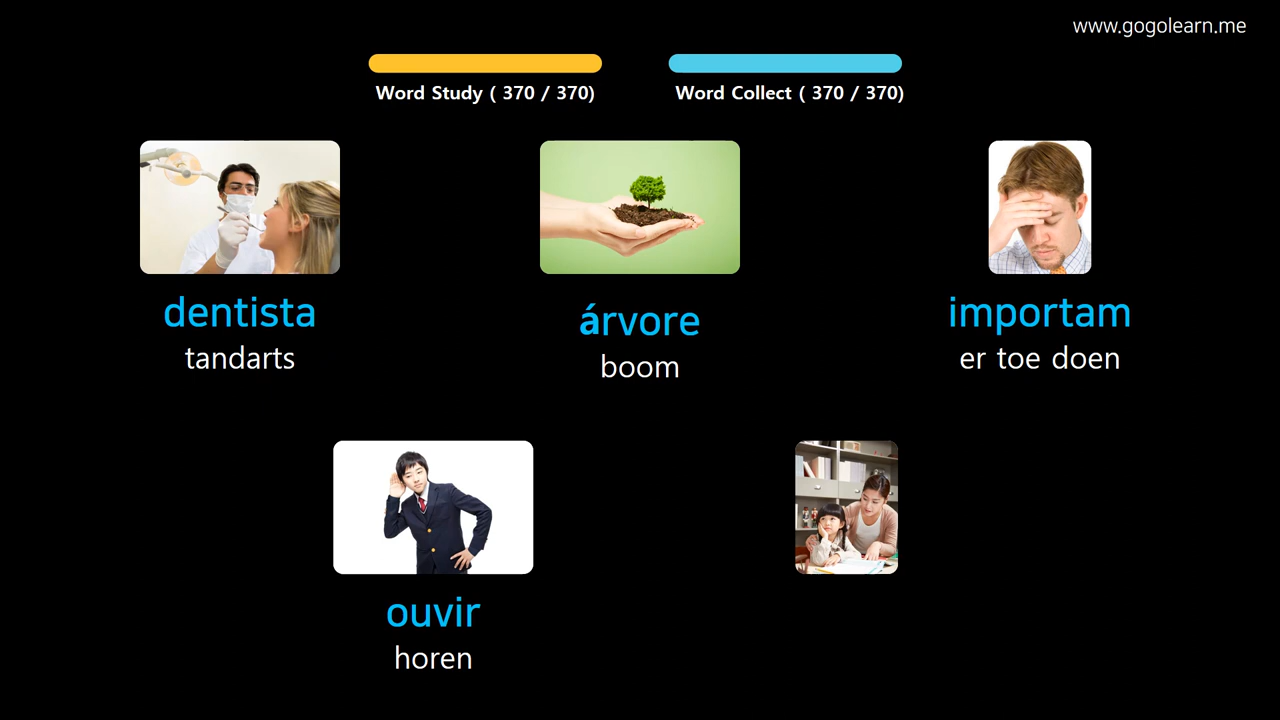 www.gogolearn.me
Word Study ( 370 / 370)
Word Collect ( 370 / 370)
dentista
tandarts
árvore
boom
importam
er toe doen
ouvir
horen